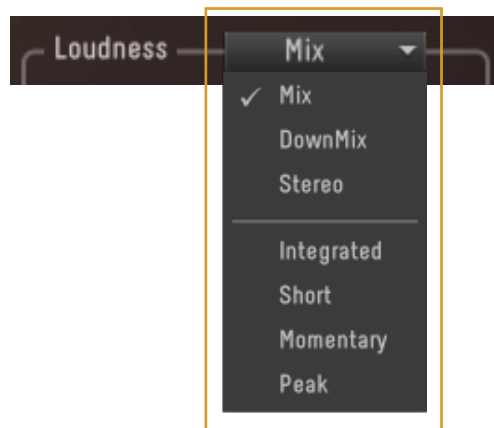 Loudness Mix
Mix
DownMix
Stereo
Integrated
Short
Momentary
Peak